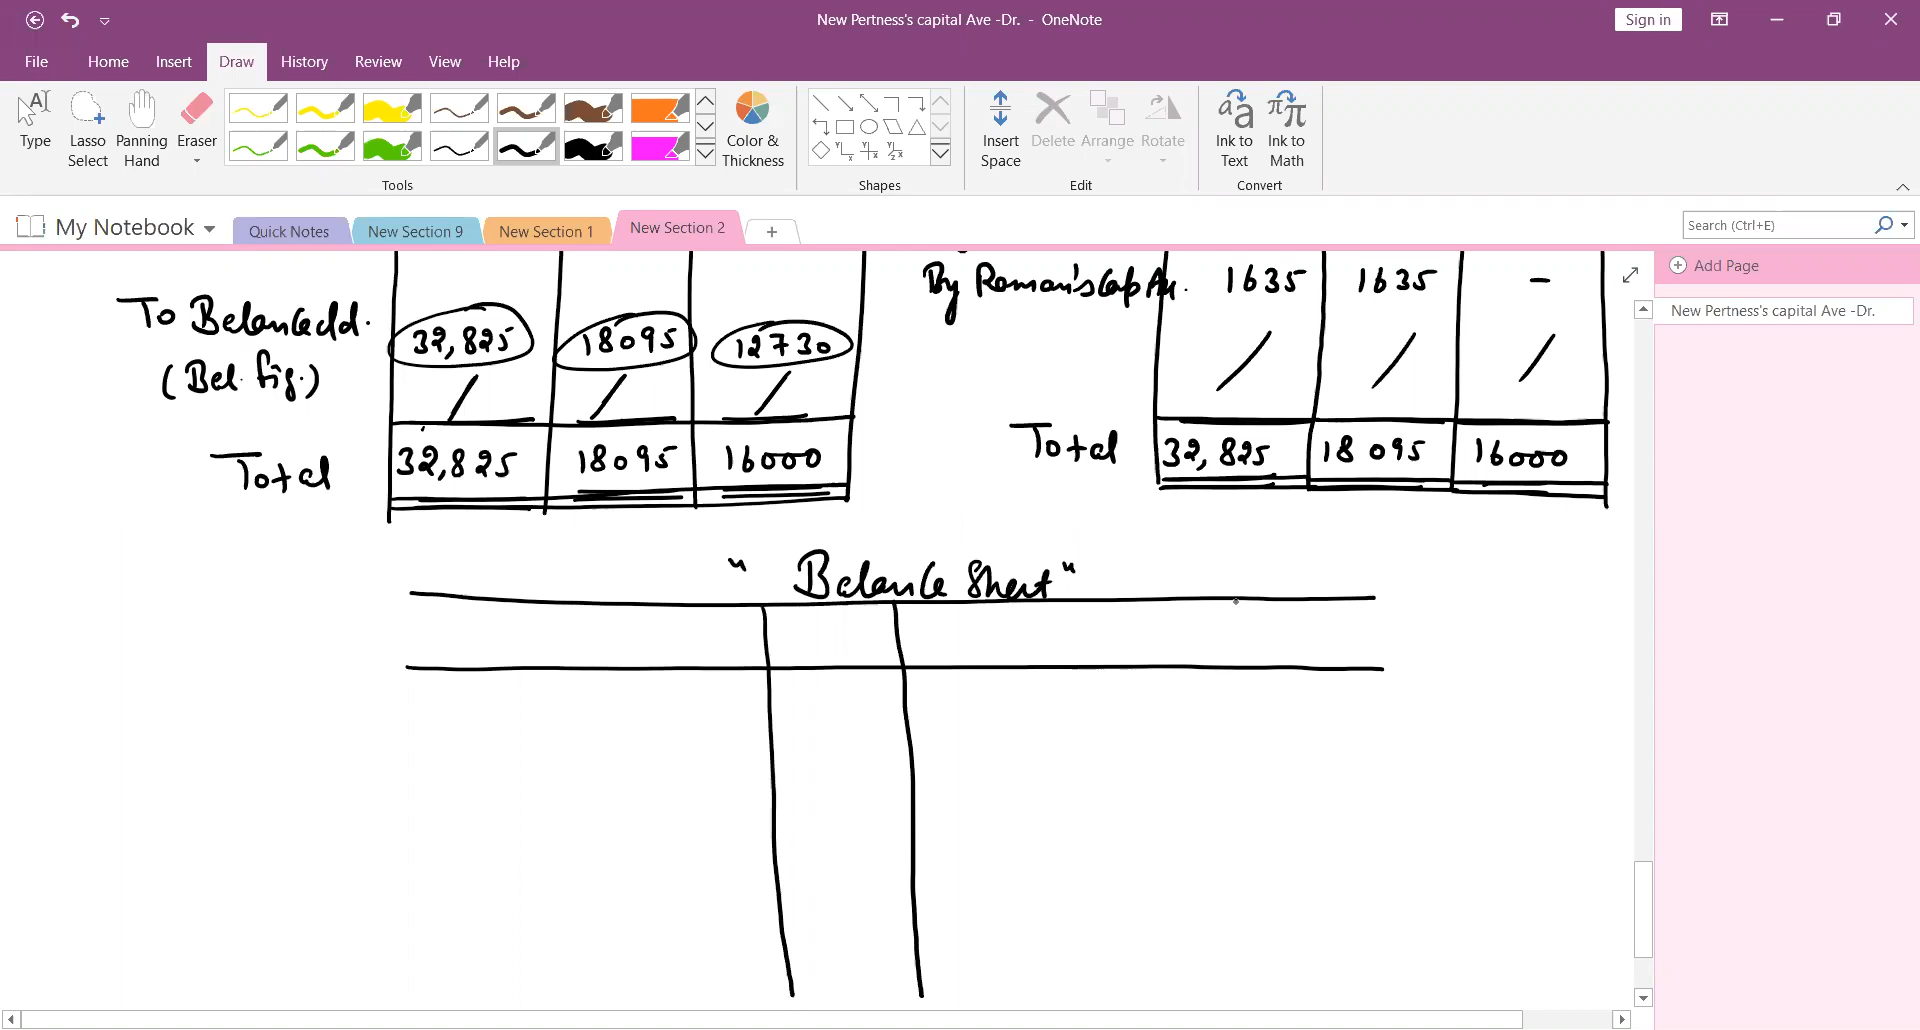 New Pertness's capital Ave -Dr. - OneNote
Sign in
File Home Insert Draw History Review View Help
Type
Lasso Select
Panning Hand
Eraser
Color & Thickness
Insert Space
Delete
Arrange
Rotate
Ink to Text
Ink to Math
Tools
Shapes
Edit
Convert
My Notebook
Quick Notes
New Section 9
New Section 1
New Section 2
Search (Ctrl+E)
Add Page
New Pertness's capital Ave -Dr.
By Raman's Cap A/c. 1635 1635 -
To Balance c/d. 32,825 18095 12730
(Bal. fig.)
Total 32,825 18095 16000
Total 32,825 18095 16000
"Balance Sheet"